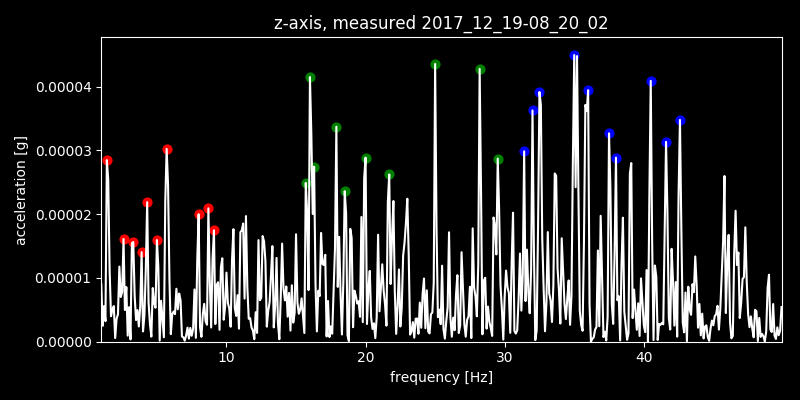 z-axis, measured 2017_12_19-08_20_02
acceleration [g]
0.00004
0.00003
0.00002
0.00001
0.00000
10 20 30 40
frequency [Hz]